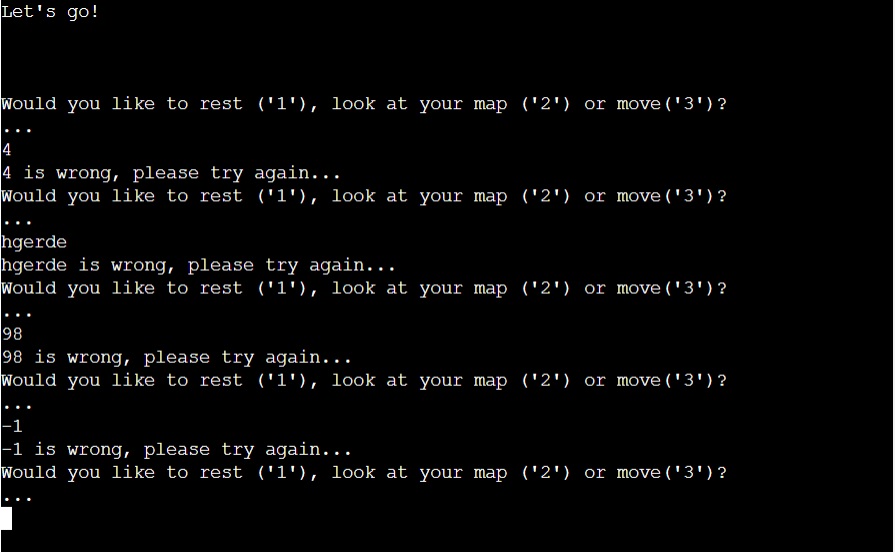 Let's go!
Would you like to rest ('1'), look at your map ('2') or move('3')?
...
4
4 is wrong, please try again...
Would you like to rest ('1'), look at your map ('2') or move('3')?
...
hgerde
hgerde is wrong, please try again...
Would you like to rest ('1'), look at your map ('2') or move('3')?
...
98
98 is wrong, please try again...
Would you like to rest ('1'), look at your map ('2') or move('3')?
...
-1
-1 is wrong, please try again...
Would you like to rest ('1'), look at your map ('2') or move('3')?
...